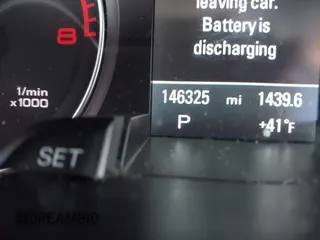 leaving car.
Battery is
discharging
8
1/min
x1000
146325 mi 1439.6
P +41°F
SET